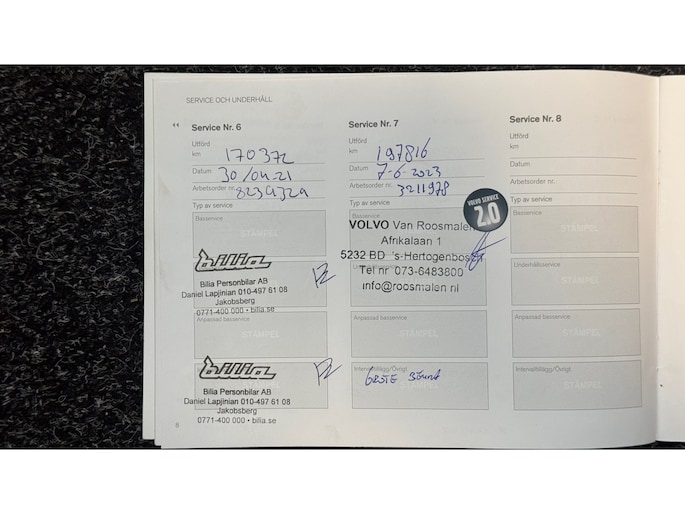 SERVICE OCH UNDERHÅLL
Service Nr. 6
Utförd
km 170372
Datum 30/04.21
Arbetsorder nr.
Typ av service
Basservice
STÄMPEL
bilia
Bilia Personbilar AB
Daniel Lapjinian 010-497 61 08
Jakobsberg
0771-400 000 • bilia.se
Anpassad basservice
bilia
Bilia Personbilar AB
Daniel Lapjinian 010-497 61 08
Jakobsberg
0771-400 000 • bilia.se
8
Service Nr. 7
Utförd
km 197816
Datum 7-6-2023
Arbetsorder nr. 3211978
Typ av service
Basservice
VOLVO SERVICE
2.0
VOLVO Van Roosmalen
Afrikalaan 1
5232 BD 's-Hertogenbosch
Tel nr 073-6483800
info@roosmalen.nl
Anpassad basservice
STÄMPEL
Intervalltillägg/Övrigt
Service Nr. 8
Utförd
km
Datum
Arbetsorder nr.
Typ av service
Basservice
STÄMPEL
Underhållsservice
STÄMPEL
Anpassad basservice
STÄMPEL
Intervalltillägg/Övrigt
STÄMPEL